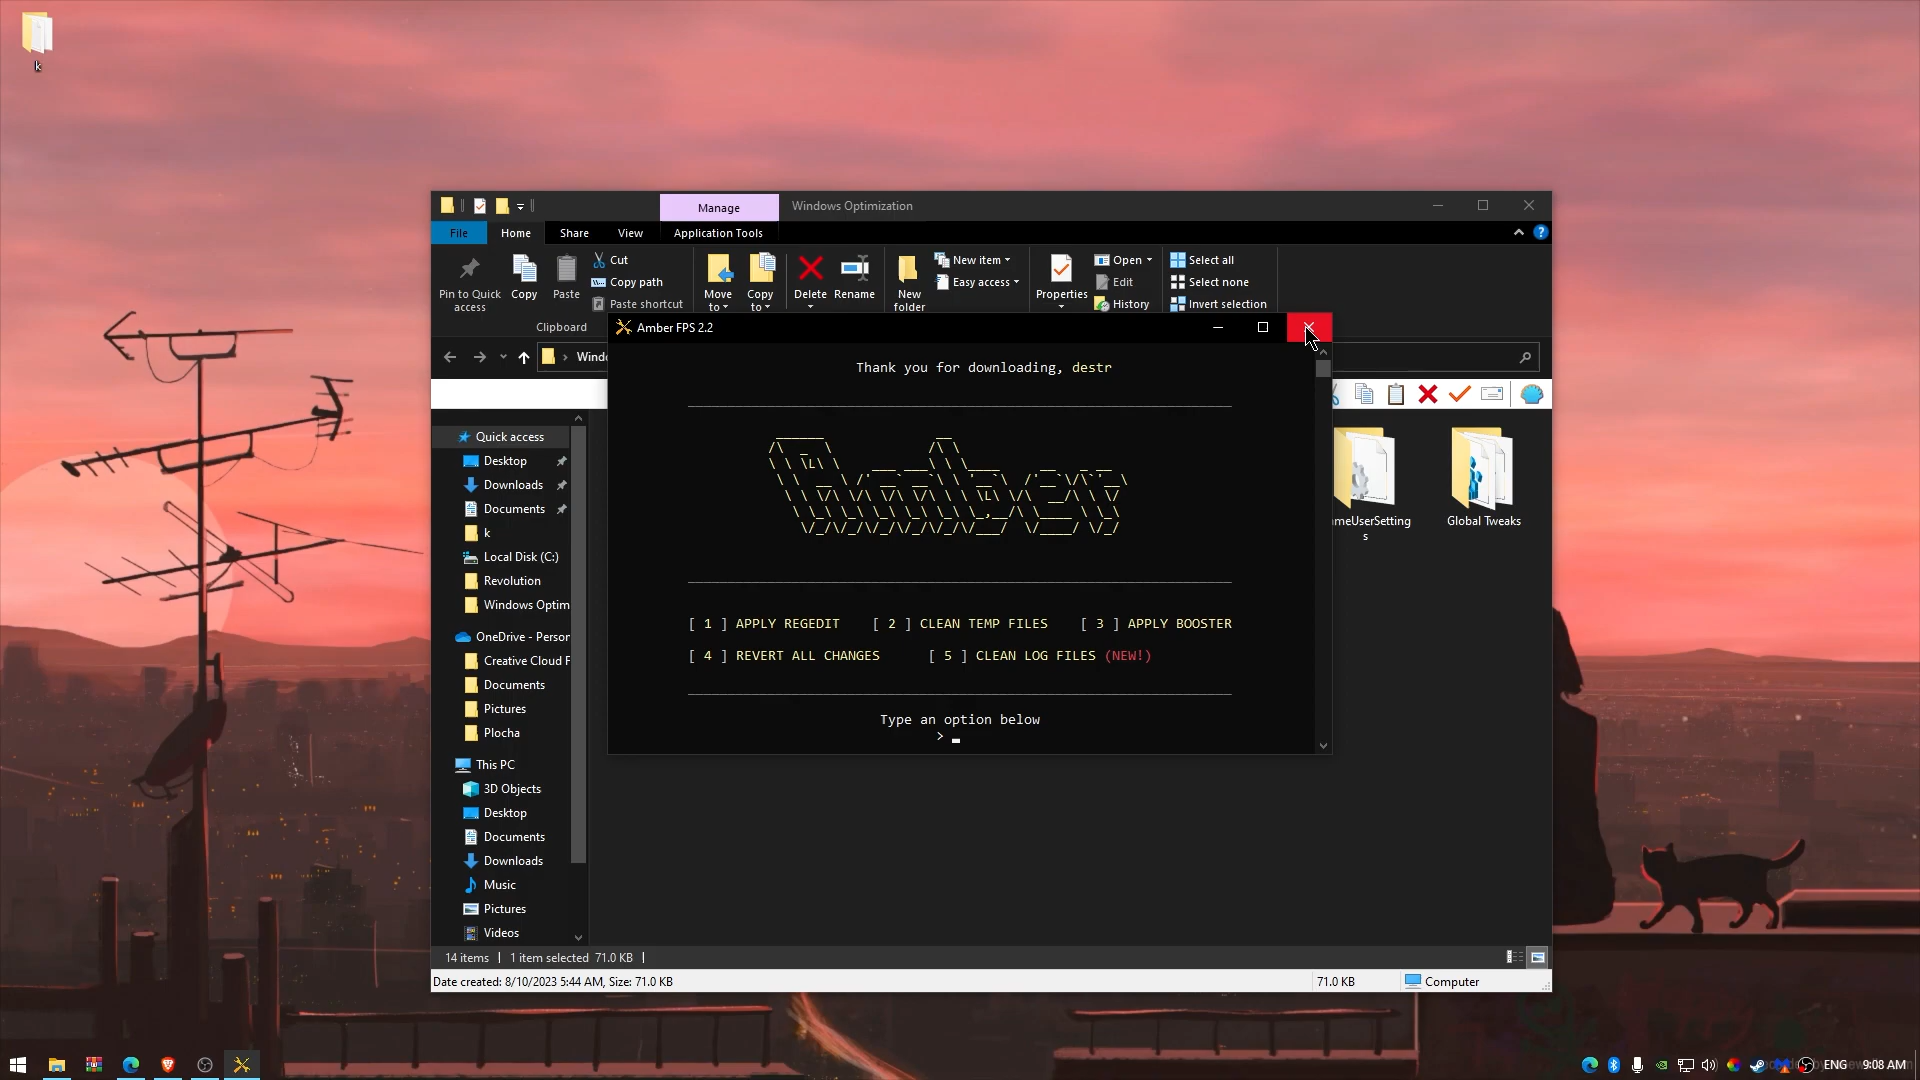 k
Manage
Windows Optimization
File
Home
Share
View
Application Tools
Pin to Quick access
Copy
Paste
Cut
Copy path
Paste shortcut
Move to
Copy to
Delete
Rename
New folder
New item
Easy access
Properties
Open
Edit
History
Select all
Select none
Invert selection
Clipboard
Amber FPS 2.2
Thank you for downloading, destr
Amber
[ 1 ] APPLY REGEDIT [ 2 ] CLEAN TEMP FILES [ 3 ] APPLY BOOSTER
[ 4 ] REVERT ALL CHANGES [ 5 ] CLEAN LOG FILES (NEW!)
Type an option below
>
Quick access
Desktop
Downloads
Documents
k
Local Disk (C:)
Revolution
Windows Optim
OneDrive - Person
Creative Cloud F
Documents
Pictures
Plocha
This PC
3D Objects
Desktop
Documents
Downloads
Music
Pictures
Videos
meUserSetting
s
Global Tweaks
14 items
1 item selected 71.0 KB
Date created: 8/10/2023 5:44 AM, Size: 71.0 KB
71.0 KB
Computer
ENG
9:08 AM